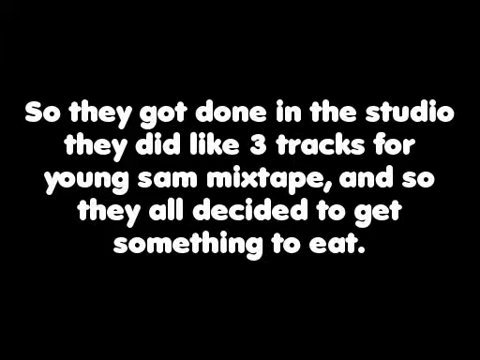 So they got done in the studio
they did like 3 tracks for
young sam mixtape, and so
they all decided to get
something to eat.